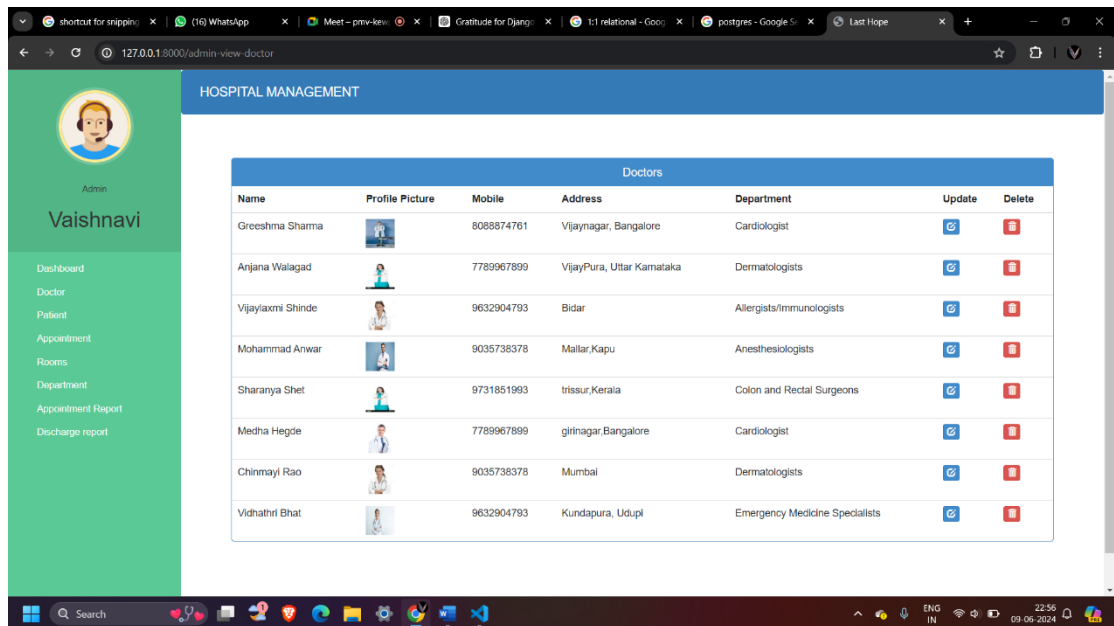 shortcut for snipping
(16) WhatsApp
Meet – pmv-kew
Gratitude for Django
1:1 relational - Goog
postgres - Google Se
Last Hope
127.0.0.1:8000/admin-view-doctor
HOSPITAL MANAGEMENT
Admin
Vaishnavi
Dashboard
Doctor
Patient
Appointment
Rooms
Department
Appointment Report
Discharge report
Doctors
Name Profile Picture Mobile Address Department Update Delete
Greeshma Sharma 8088874761 Vijaynagar, Bangalore Cardiologist
Anjana Walagad 7789967899 VijayPura, Uttar Karnataka Dermatologists
Vijaylaxmi Shinde 9632904793 Bidar Allergists/Immunologists
Mohammad Anwar 9035738378 Mallar,Kapu Anesthesiologists
Sharanya Shet 9731851993 trissur,Kerala Colon and Rectal Surgeons
Medha Hegde 7789967899 girinagar,Bangalore Cardiologist
Chinmayi Rao 9035738378 Mumbai Dermatologists
Vidhathri Bhat 9632904793 Kundapura, Udupi Emergency Medicine Specialists
Search
ENG
IN
22:56
09-06-2024